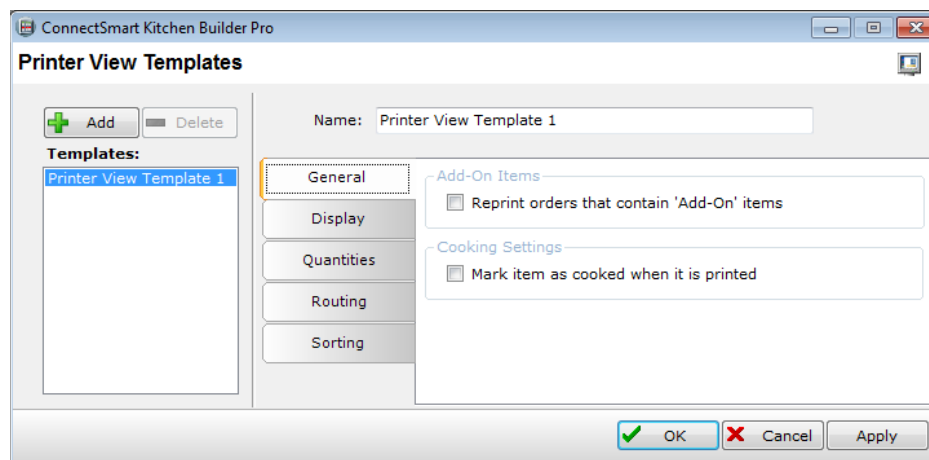 ConnectSmart Kitchen Builder Pro
Printer View Templates
Add
Delete
Templates:
Printer View Template 1
Name: Printer View Template 1
General
Display
Quantities
Routing
Sorting
Add-On Items
Reprint orders that contain 'Add-On' items
Cooking Settings
Mark item as cooked when it is printed
OK
Cancel
Apply